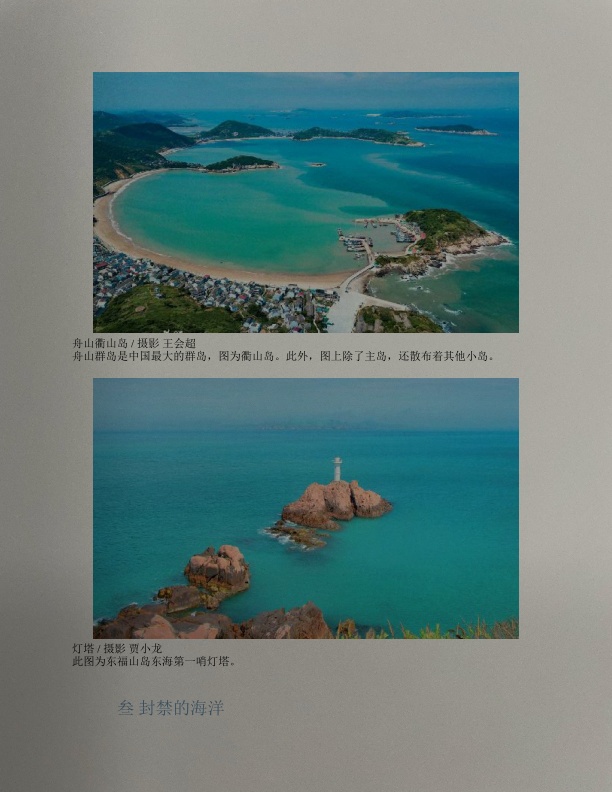 舟山衢山岛 / 摄影 王会超
舟山群岛是中国最大的群岛，图为衢山岛。此外，图上除了主岛，还散布着其他小岛。
灯塔 / 摄影 贾小龙
此图为东福山岛东海第一哨灯塔。
叁 封禁的海洋